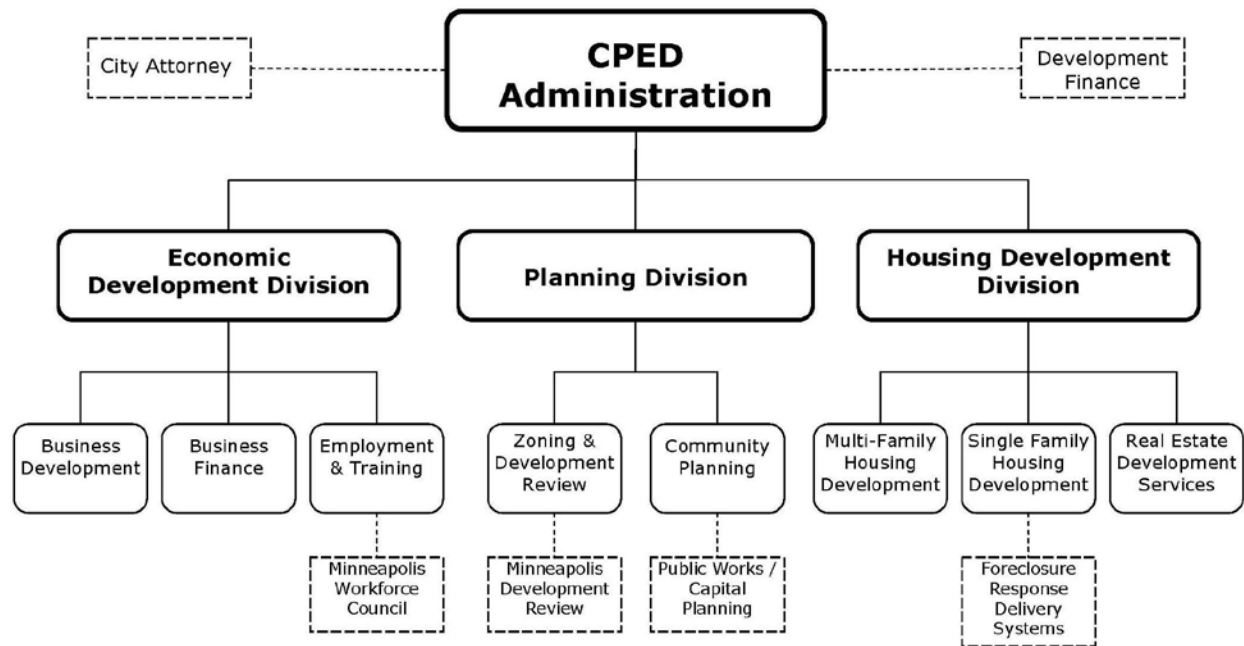 City Attorney
CPED
Administration
Development
Finance
Economic
Development Division
Planning Division
Housing Development
Division
Business
Development
Business
Finance
Employment
& Training
Zoning &
Development
Review
Community
Planning
Multi-Family
Housing
Development
Single Family
Housing
Development
Real Estate
Development
Services
Minneapolis
Workforce
Council
Minneapolis
Development
Review
Public Works /
Capital
Planning
Foreclosure
Response
Delivery
Systems